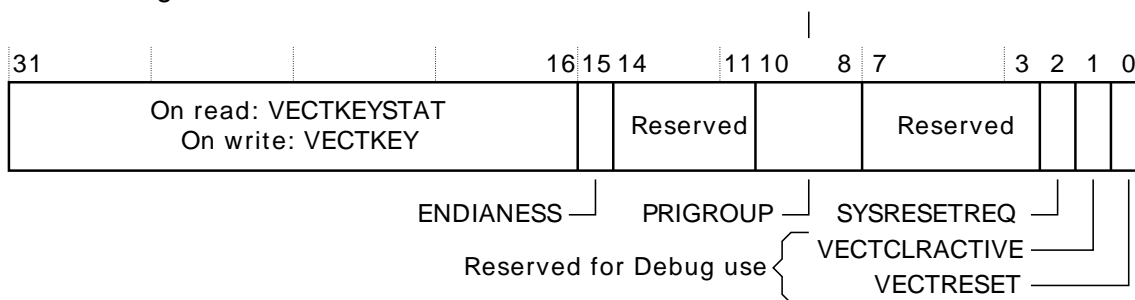 31 16 15 14 11 10 8 7 3 2 1 0
On read: VECTKEYSTAT
On write: VECTKEY
Reserved
Reserved
ENDIANESS PRIGROUP SYSRESETREQ
VECTCLRACTIVE
Reserved for Debug use
VECTRESET